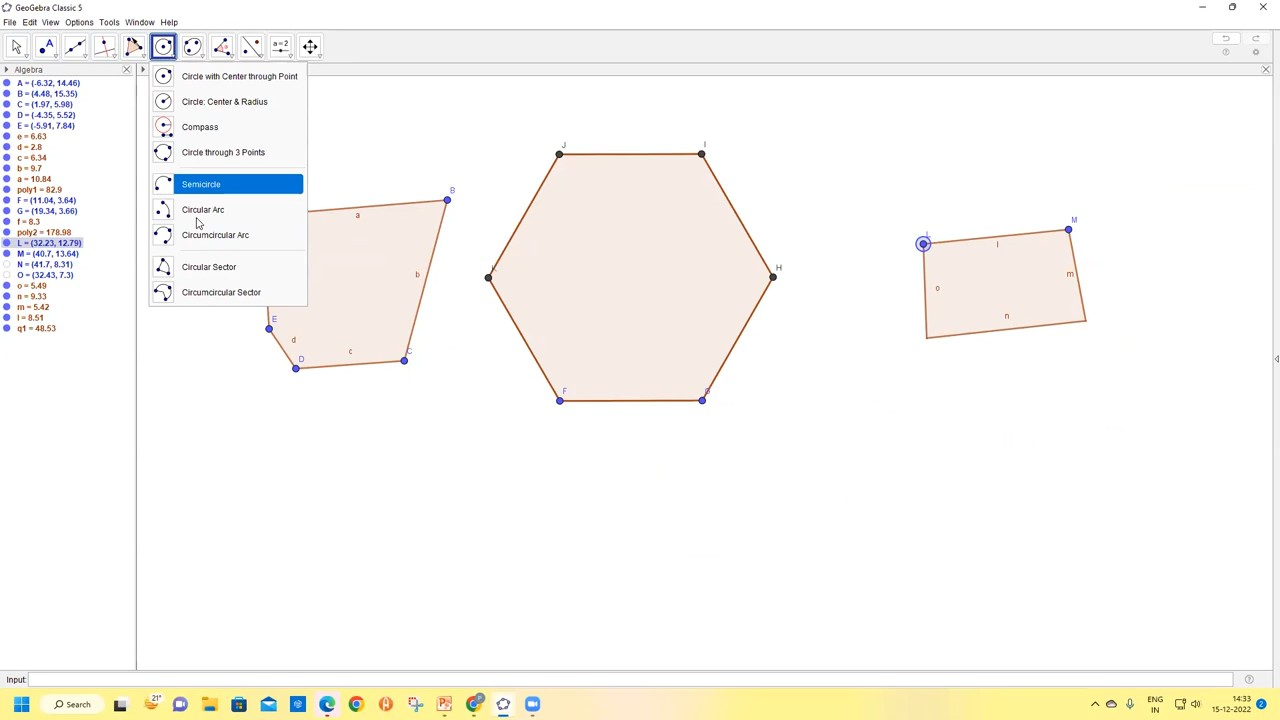 GeoGebra Classic 5
File Edit View Options Tools Window Help
a=2
Algebra
A = (-6.32, 14.46)
B = (4.48, 15.35)
C = (1.97, 5.98)
D = (-4.35, 5.52)
E = (-5.91, 7.84)
e = 6.63
d = 2.8
c = 6.34
b = 9.7
a = 10.84
poly1 = 82.9
F = (11.04, 3.64)
G = (19.34, 3.66)
f = 8.3
poly2 = 178.98
L = (32.23, 12.79)
M = (40.7, 13.64)
N = (41.7, 8.31)
O = (32.43, 7.3)
o = 5.49
n = 9.33
m = 5.42
l = 8.51
q1 = 48.53
Circle with Center through Point
Circle: Center & Radius
Compass
Circle through 3 Points
Semicircle
Circular Arc
Circumcircular Arc
Circular Sector
Circumcircular Sector
B
a
b
E
d
D
c
C
J
I
K
H
F
G
L
M
l
m
o
n
Input:
21°
Search
ENG
IN
14:33
15-12-2022
2